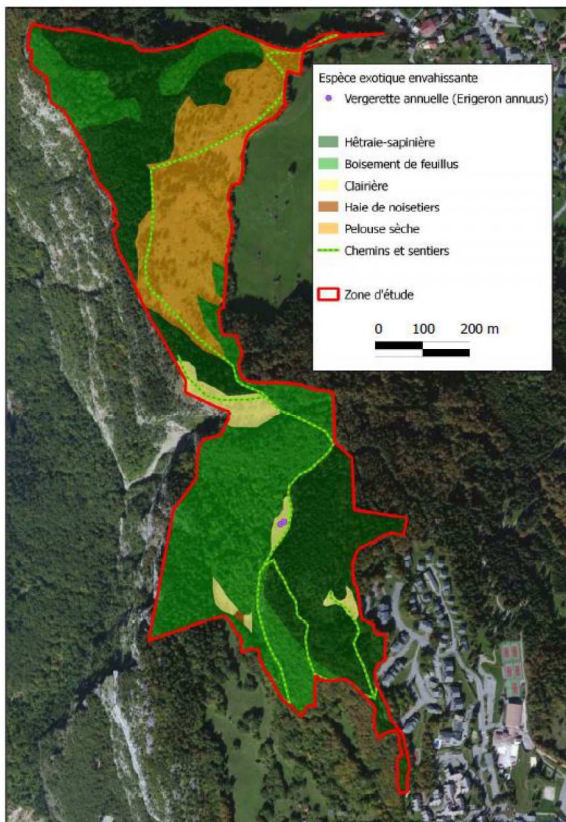 Espèce exotique envahissante
Vergerette annuelle (Erigeron annuus)
Hêtraie-sapinière
Boisement de feuillus
Clairière
Haie de noisetiers
Pelouse sèche
Chemins et sentiers
Zone d'étude
0 100 200 m